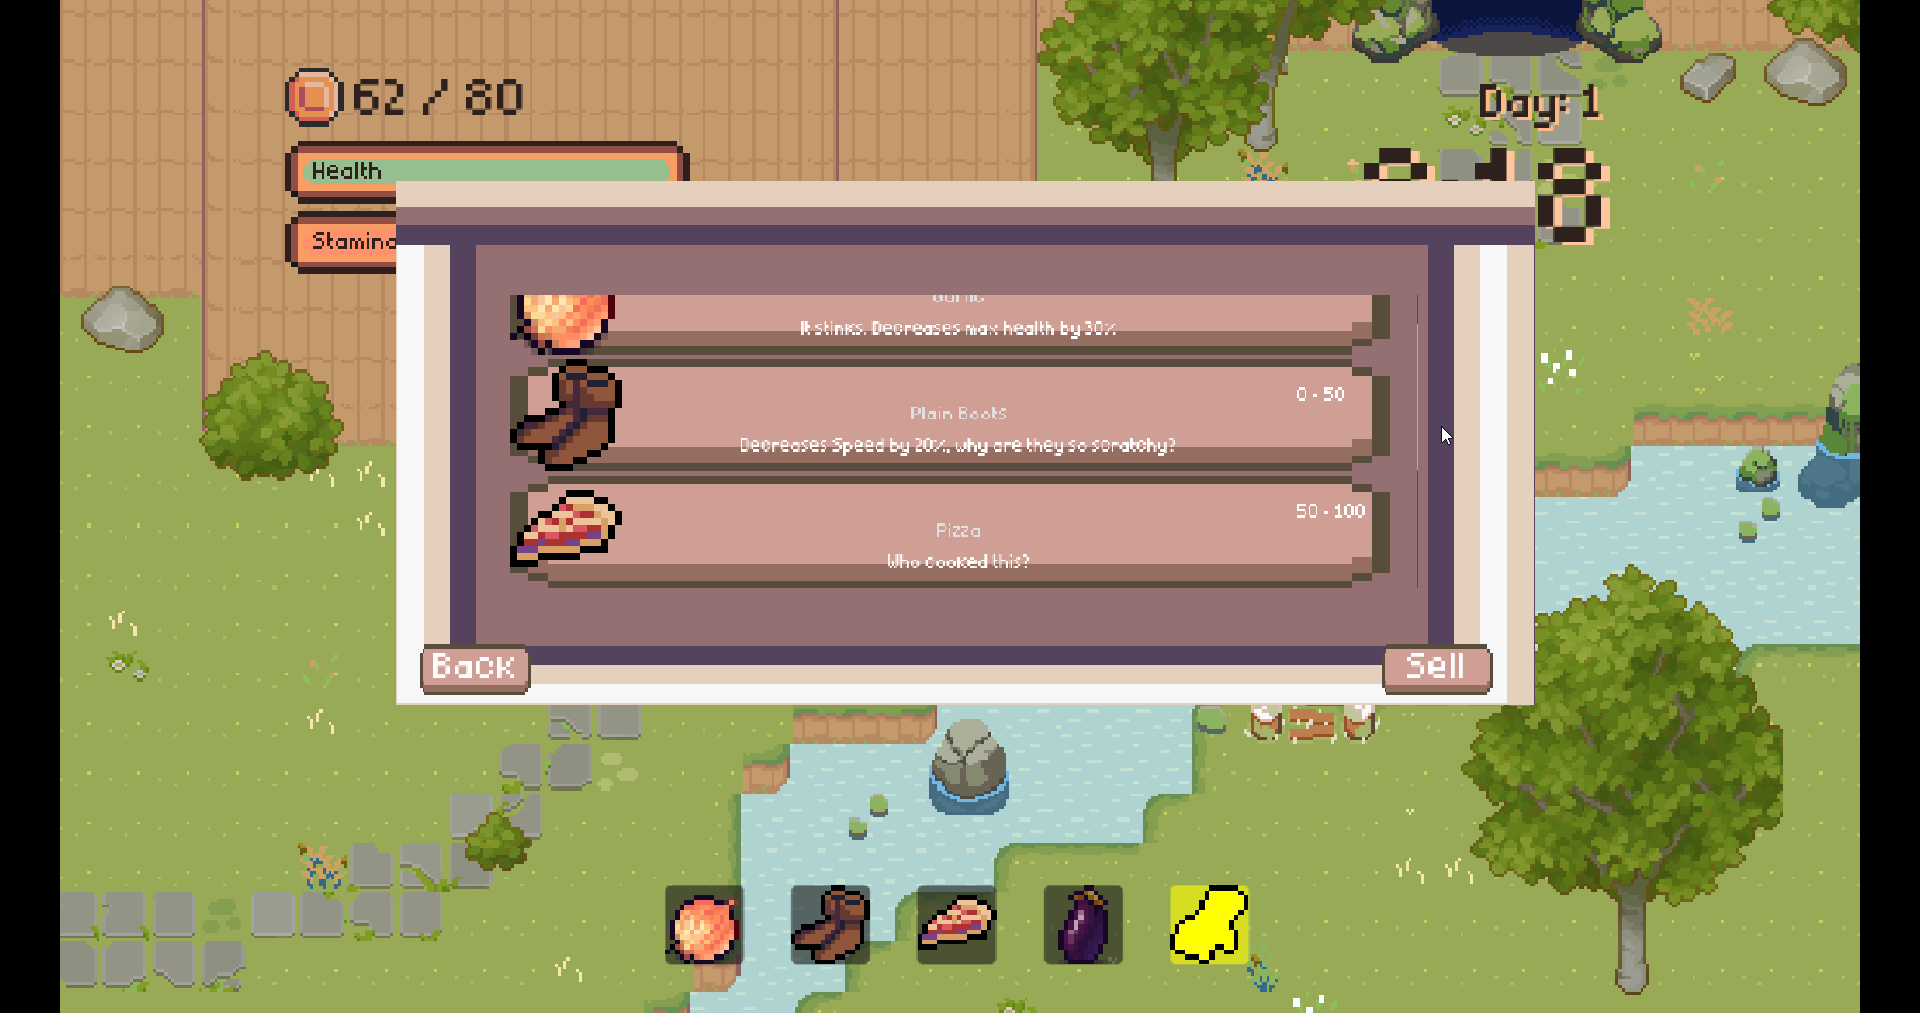 62 / 80
Day: 1
Health
Stamina
Garlic
It stinks. Decreases max health by 30%
0 - 50
Plain Boots
Decreases Speed by 20%, why are they so scratchy?
50 - 100
Pizza
Who cooked this?
Back
Sell